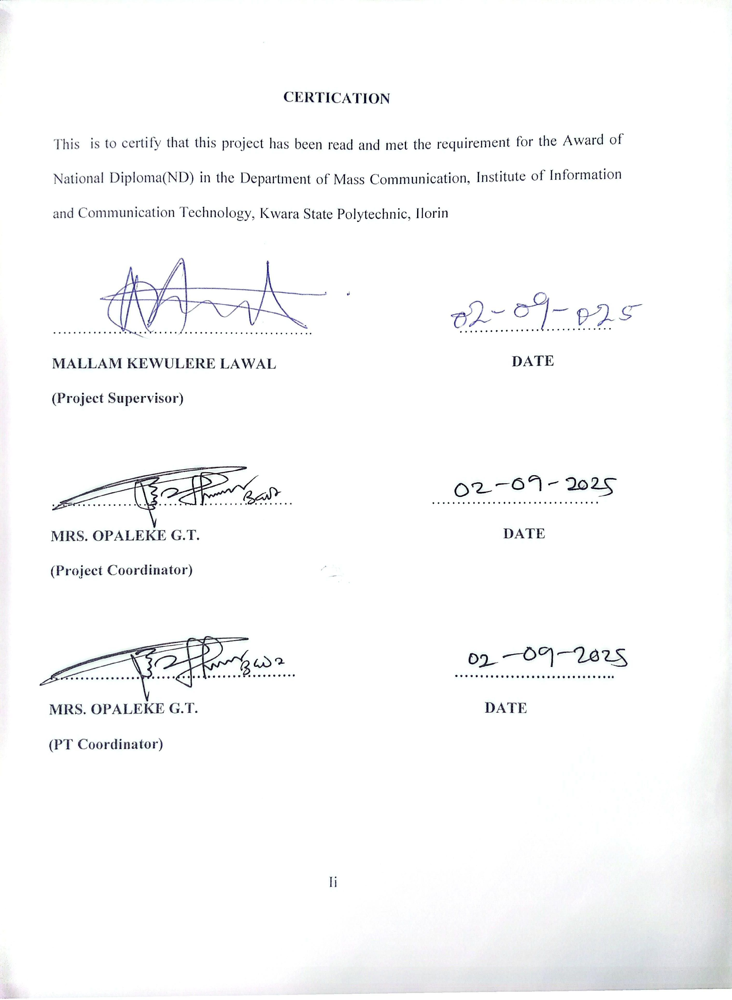 CERTICATION
This is to certify that this project has been read and met the requirement for the Award of
National Diploma(ND) in the Department of Mass Communication, Institute of Information
and Communication Technology, Kwara State Polytechnic, Ilorin
02-09-025
MALLAM KEWULERE LAWAL DATE
(Project Supervisor)
02-09-2025
MRS. OPALEKE G.T. DATE
(Project Coordinator)
02-09-2025
MRS. OPALEKE G.T. DATE
(PT Coordinator)
Ii